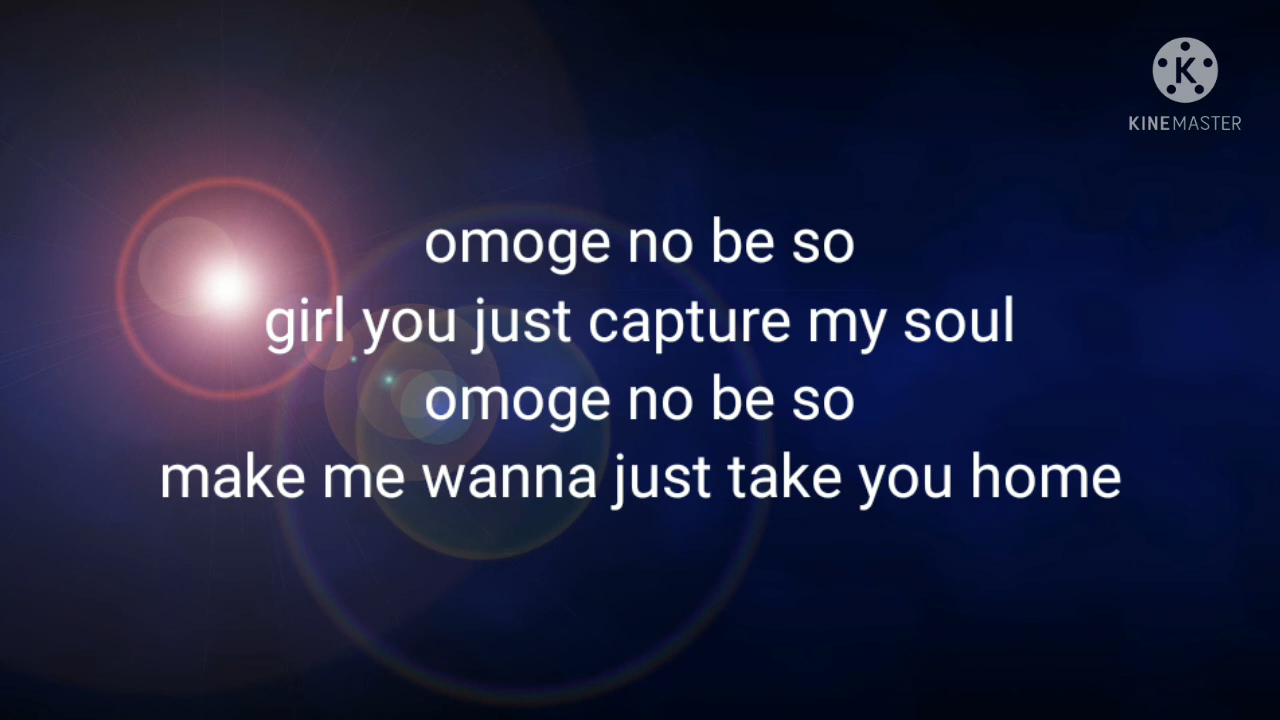 K
KINEMASTER
omoge no be so
girl you just capture my soul
omoge no be so
make me wanna just take you home